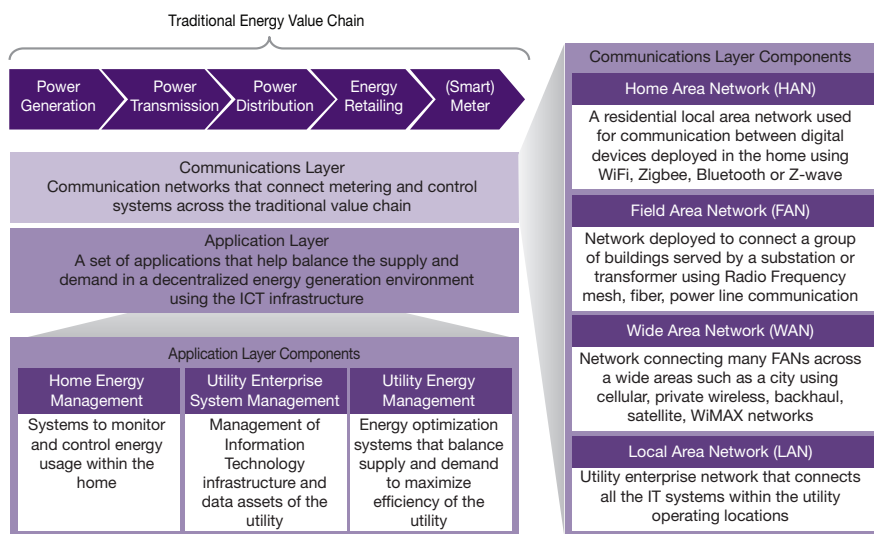 Traditional Energy Value Chain
Power
Generation
Power
Transmission
Power
Distribution
Energy
Retailing
(Smart)
Meter
Communications Layer
Communication networks that connect metering and control
systems across the traditional value chain
Application Layer
A set of applications that help balance the supply and
demand in a decentralized energy generation environment
using the ICT infrastructure
Application Layer Components
Home Energy
Management
Systems to monitor
and control energy
usage within the
home
Utility Enterprise
System Management
Management of
Information
Technology
infrastructure and
data assets of the
utility
Utility Energy
Management
Energy optimization
systems that balance
supply and demand
to maximize
efficiency of the
utility
Communications Layer Components
Home Area Network (HAN)
A residential local area network used
for communication between digital
devices deployed in the home using
WiFi, Zigbee, Bluetooth or Z-wave
Field Area Network (FAN)
Network deployed to connect a group
of buildings served by a substation or
transformer using Radio Frequency
mesh, fiber, power line communication
Wide Area Network (WAN)
Network connecting many FANs across
a wide areas such as a city using
cellular, private wireless, backhaul,
satellite, WiMAX networks
Local Area Network (LAN)
Utility enterprise network that connects
all the IT systems within the utility
operating locations